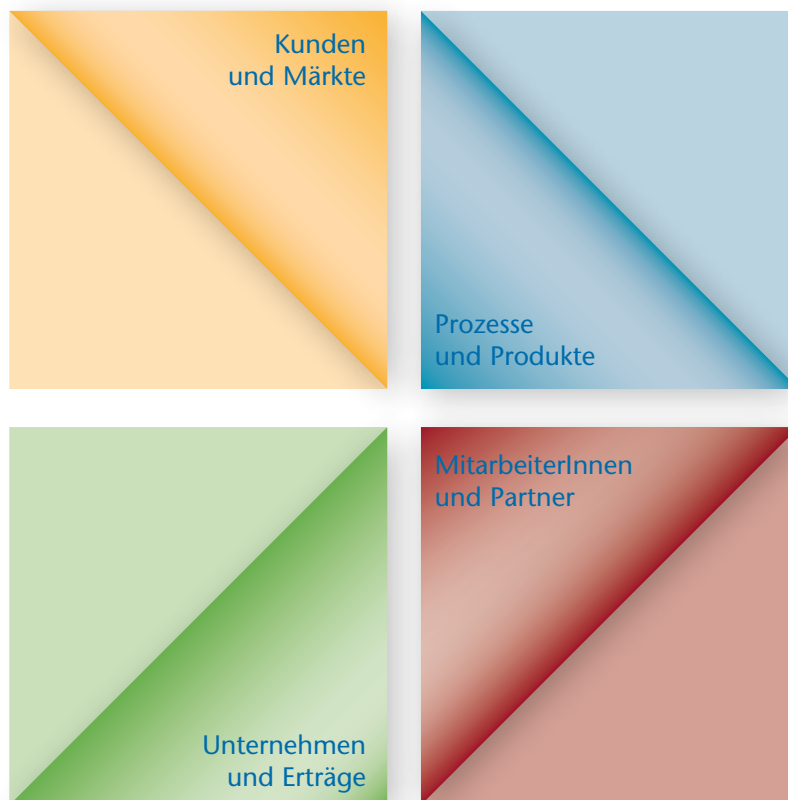 Kunden
und Märkte
Prozesse
und Produkte
MitarbeiterInnen
und Partner
Unternehmen
und Erträge